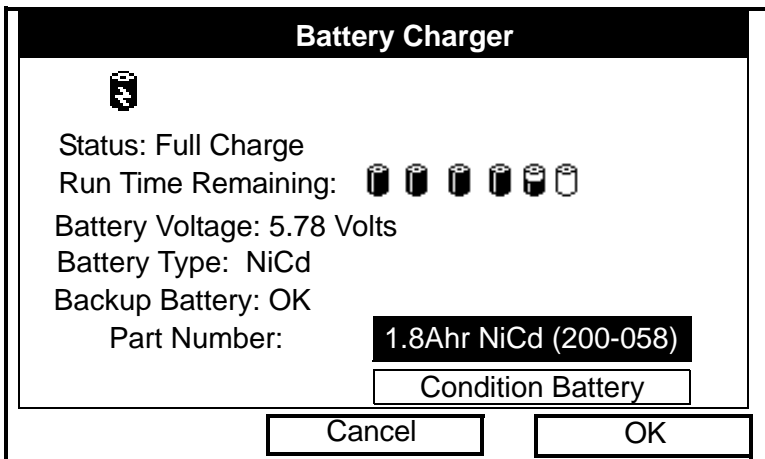 Battery Charger
Status: Full Charge
Run Time Remaining:
Battery Voltage: 5.78 Volts
Battery Type: NiCd
Backup Battery: OK
Part Number: 1.8Ahr NiCd (200-058)
Condition Battery
Cancel OK